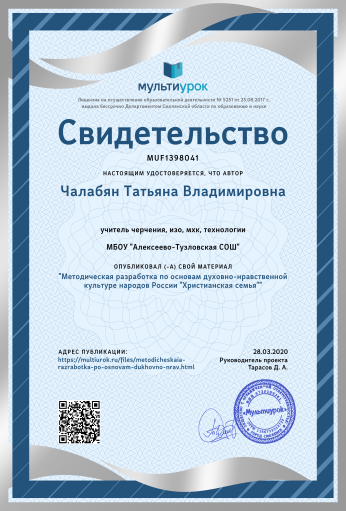 мультиурок
Лицензия на осуществление образовательной деятельности № 5251 от 25.08.2017 г.,
выдана бессрочно Департаментом Смоленской области по образованию и науке
Свидетельство
MUF1398041
НАСТОЯЩИМ УДОСТОВЕРЯЕТСЯ, ЧТО АВТОР
Чалабян Татьяна Владимировна
учитель черчения, изо, мхк, технологии
МБОУ "Алексеево-Тузловская СОШ"
ОПУБЛИКОВАЛ (-А) СВОЙ МАТЕРИАЛ
"Методическая разработка по основам духовно-нравственной
культуре народов России "Христианская семья""
АДРЕС ПУБЛИКАЦИИ:
https://multiurok.ru/files/metodicheskaia-
razrabotka-po-osnovam-dukhovno-nrav.html
28.03.2020
Руководитель проекта
Тарасов Д. А.
«Мультиурок»